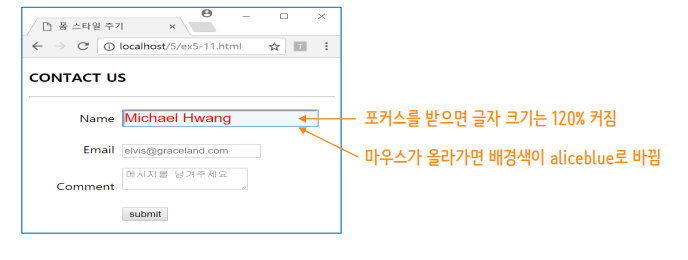 폼 스타일 주기
localhost/5/ex5-11.html
CONTACT US
Name Michael Hwang
포커스를 받으면 글자 크기는 120% 커짐
마우스가 올라가면 배경색이 aliceblue로 바뀜
Email elvis@graceland.com
Comment 메시지를 남겨주세요
submit